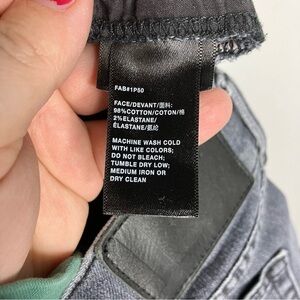 FAB#1P50
FACE/DEVANT/面料:
98%COTTON/COTON/棉
2%ELASTANE/
ÉLASTANE/氨纶
MACHINE WASH COLD
WITH LIKE COLORS;
DO NOT BLEACH;
TUMBLE DRY LOW;
MEDIUM IRON OR
DRY CLEAN